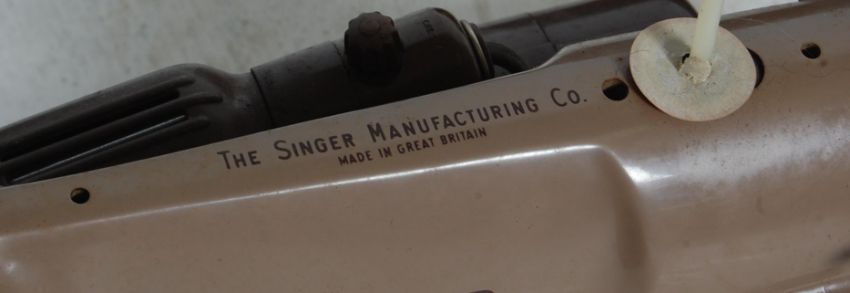 THE SINGER MANUFACTURING CO.
MADE IN GREAT BRITAIN